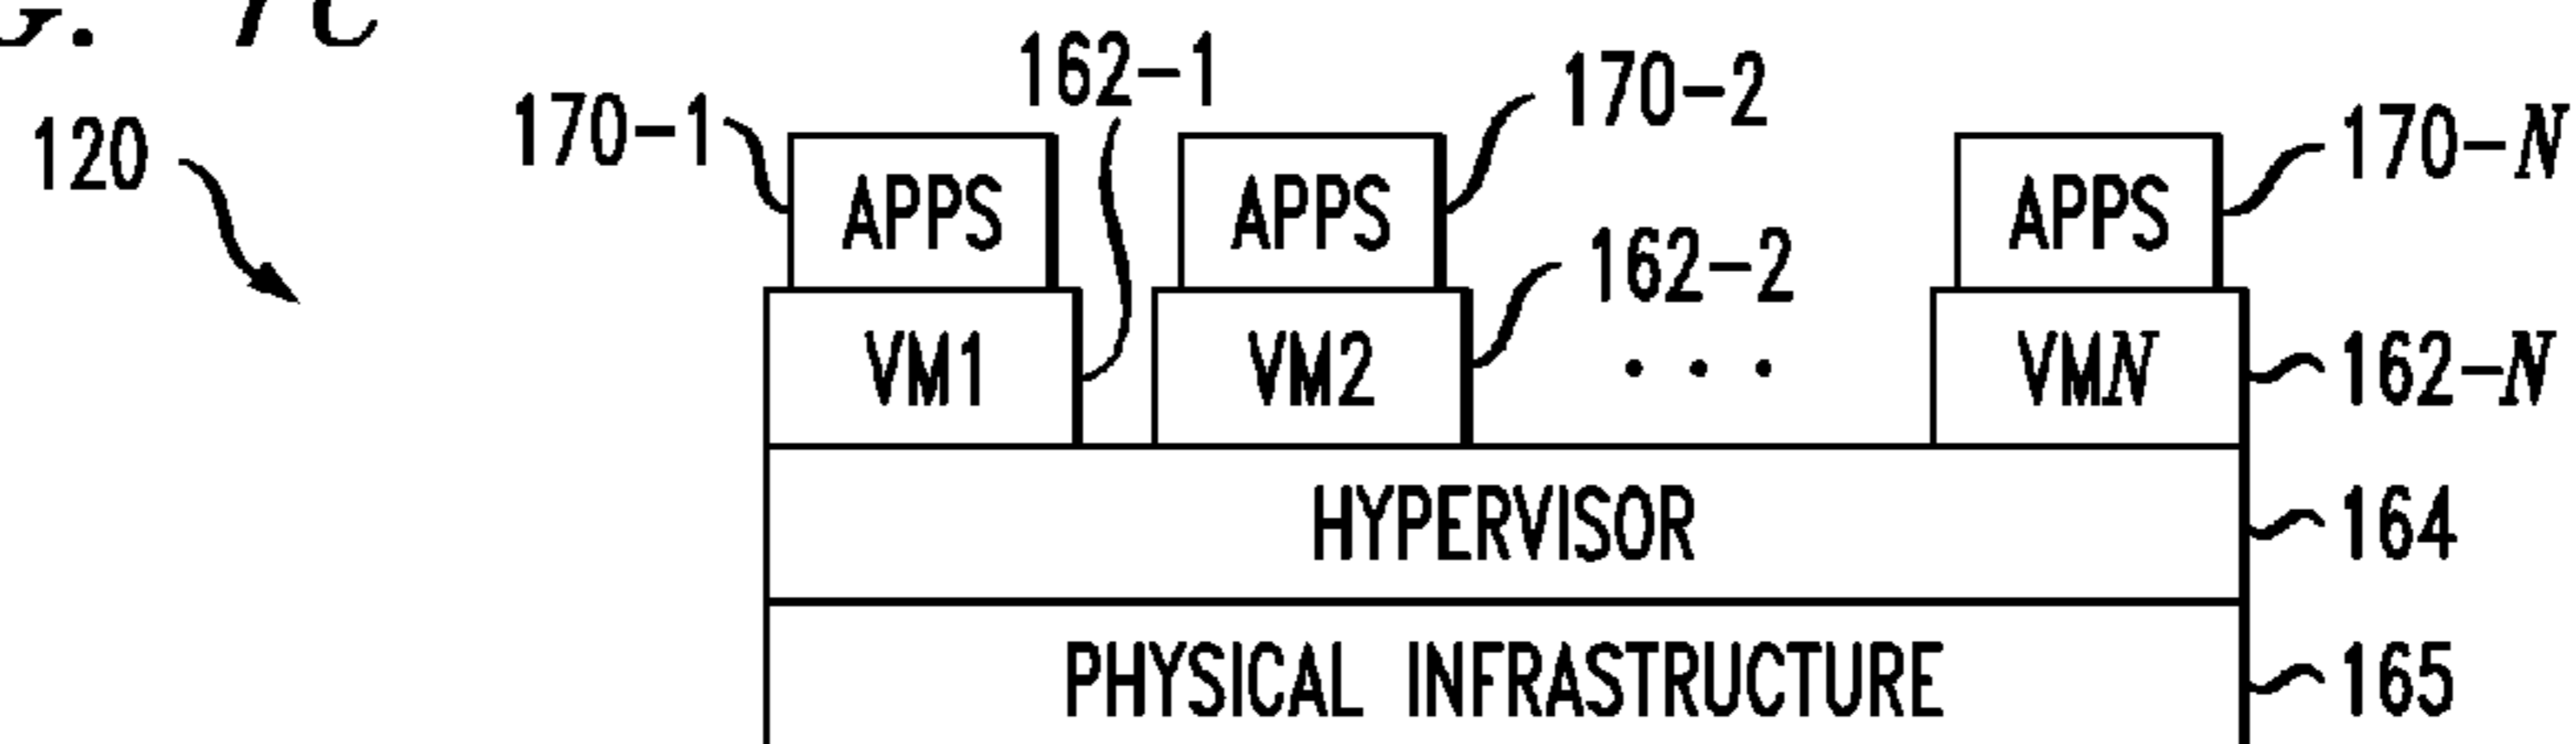 162-1
170-2
170-1
170-N
120
APPS APPS APPS
162-2
VM1 VM2 . . . VMN
162-N
HYPERVISOR
164
PHYSICAL INFRASTRUCTURE
165